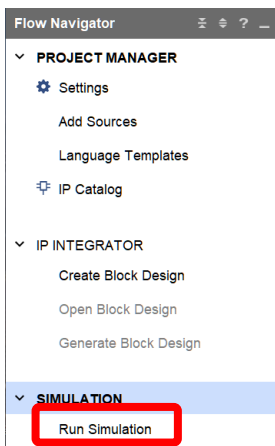 Flow Navigator ?
PROJECT MANAGER
Settings
Add Sources
Language Templates
IP Catalog
IP INTEGRATOR
Create Block Design
Open Block Design
Generate Block Design
SIMULATION
Run Simulation